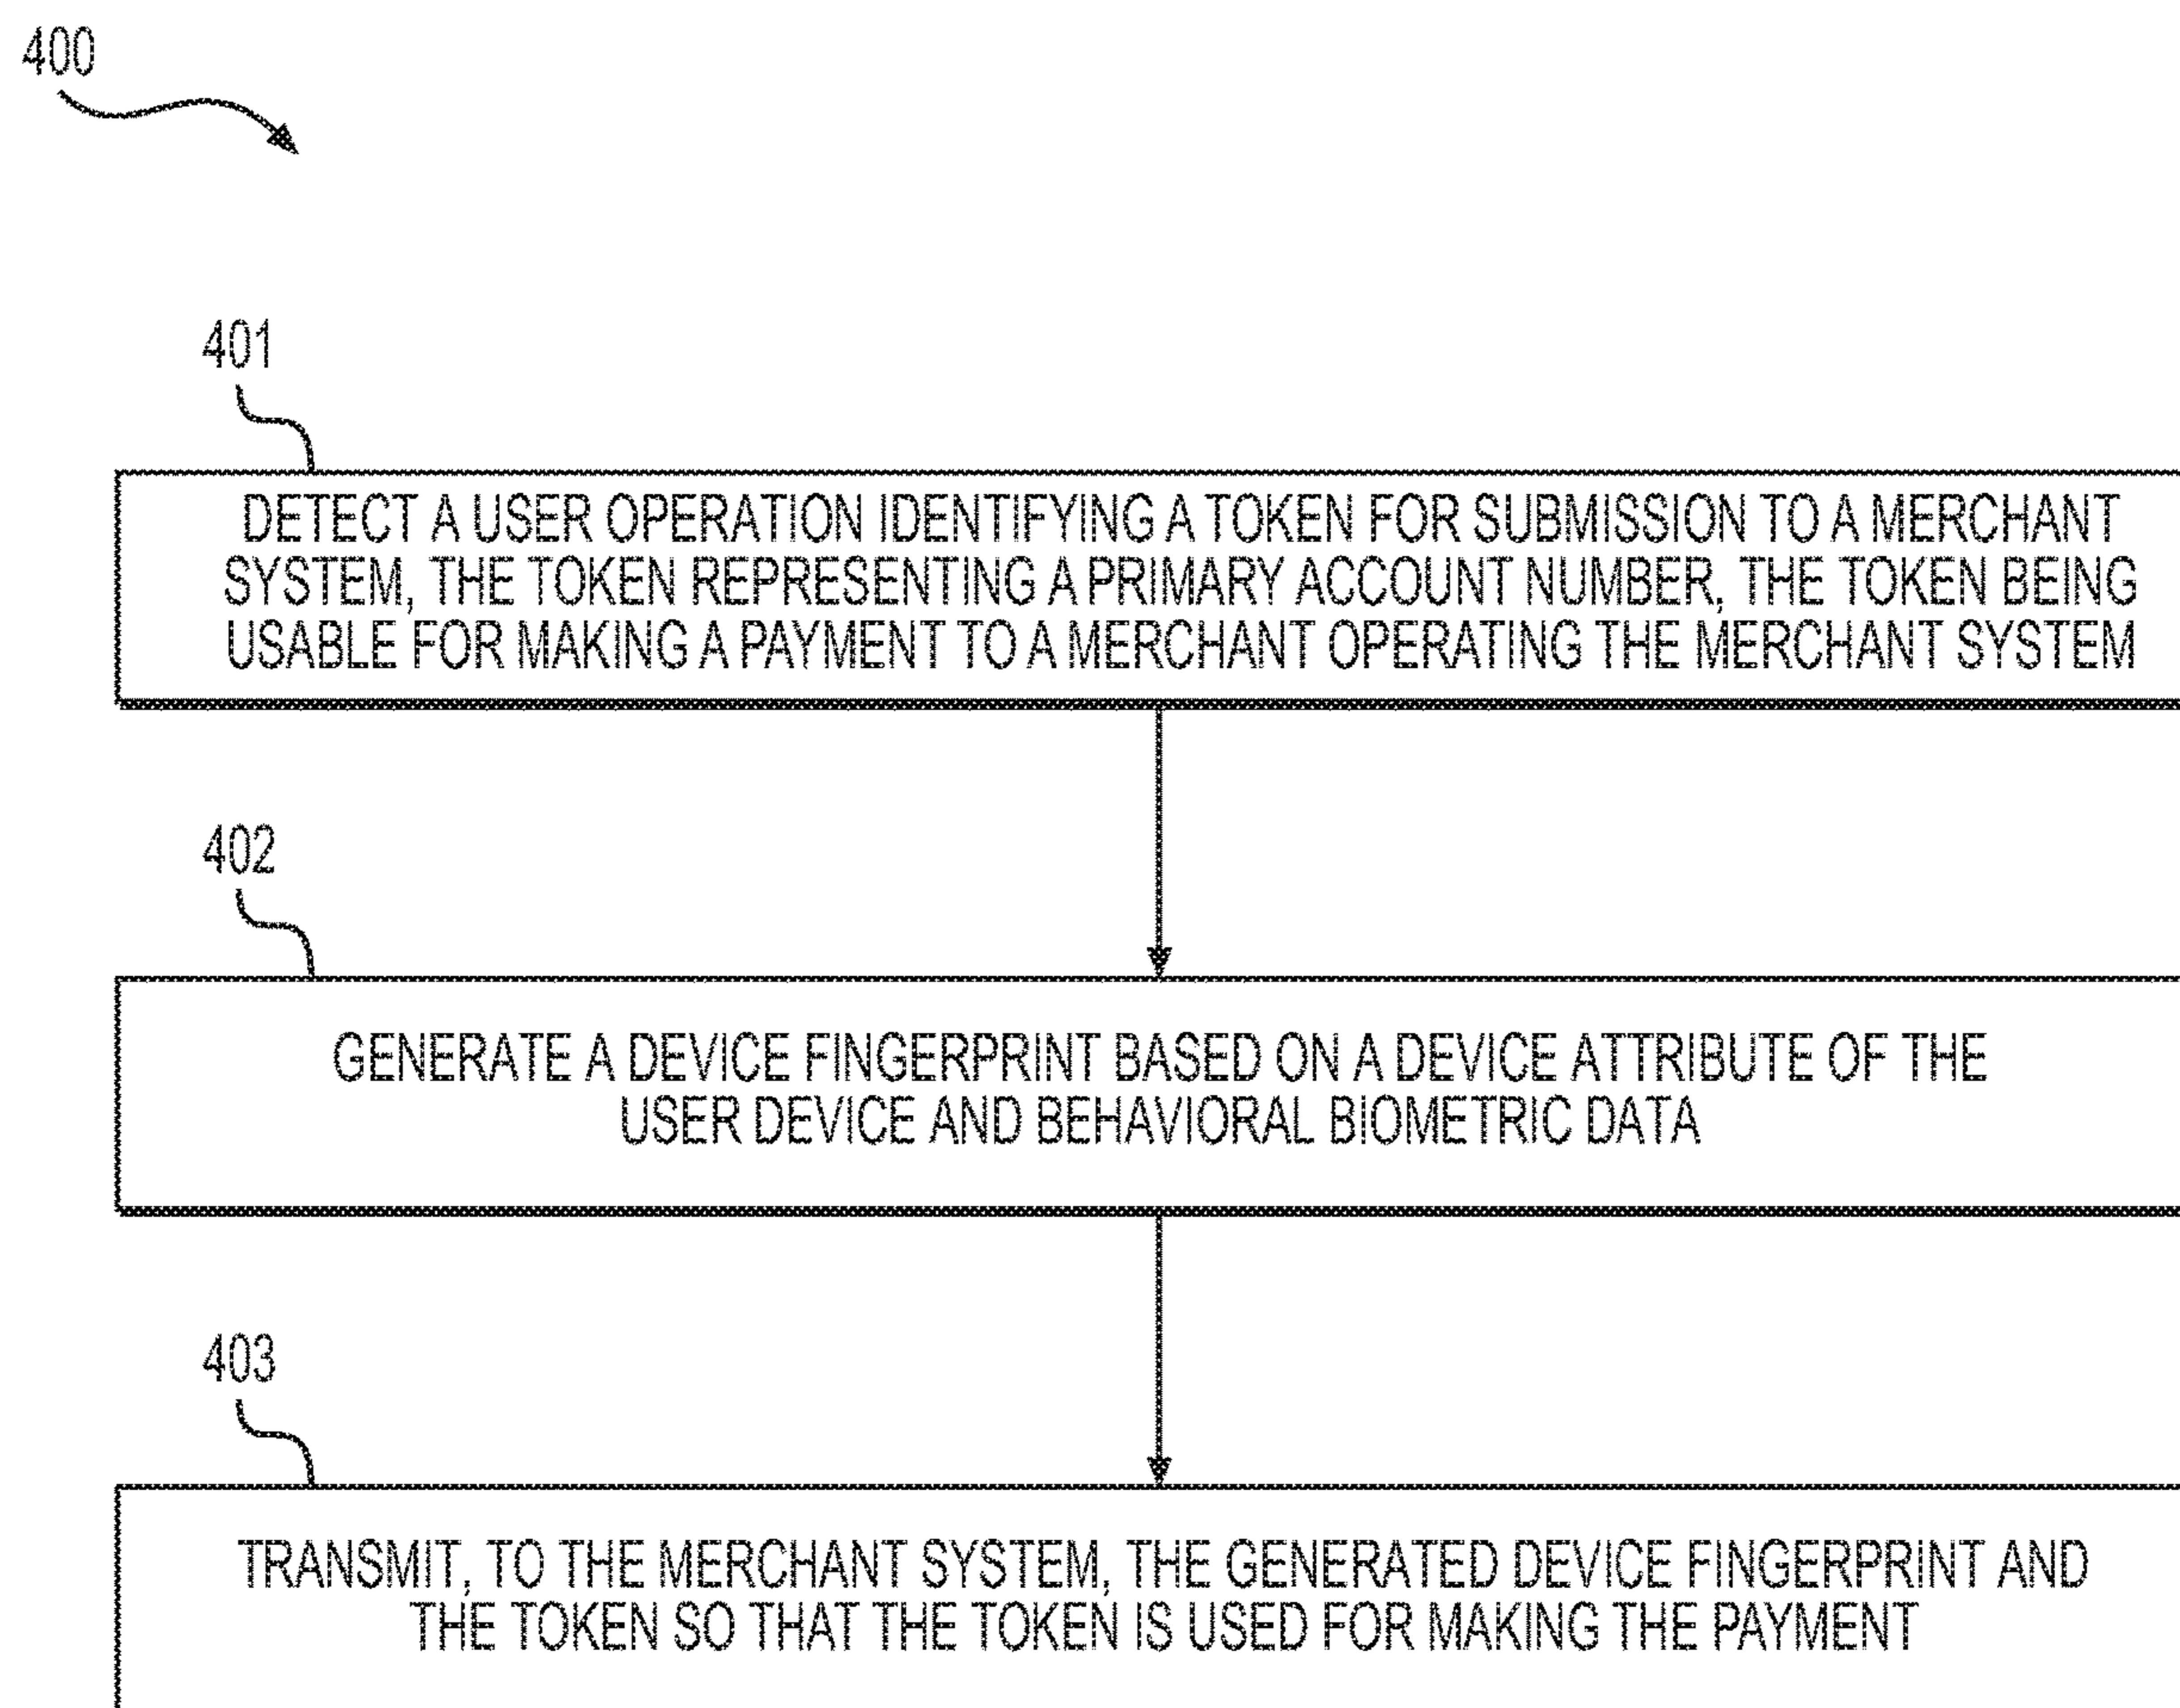 400
401
DETECT A USER OPERATION IDENTIFYING A TOKEN FOR SUBMISSION TO A MERCHANT
SYSTEM, THE TOKEN REPRESENTING A PRIMARY ACCOUNT NUMBER, THE TOKEN BEING
USABLE FOR MAKING A PAYMENT TO A MERCHANT OPERATING THE MERCHANT SYSTEM
402
GENERATE A DEVICE FINGERPRINT BASED ON A DEVICE ATTRIBUTE OF THE
USER DEVICE AND BEHAVIORAL BIOMETRIC DATA
403
TRANSMIT, TO THE MERCHANT SYSTEM, THE GENERATED DEVICE FINGERPRINT AND
THE TOKEN SO THAT THE TOKEN IS USED FOR MAKING THE PAYMENT